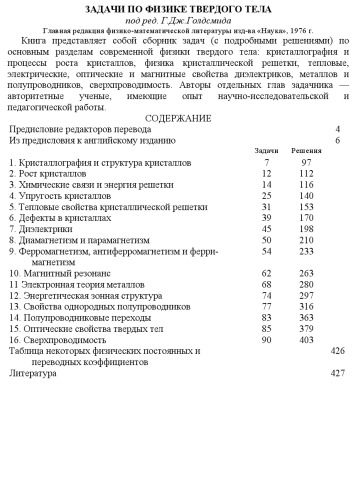 ЗАДАЧИ ПО ФИЗИКЕ ТВЕРДОГО ТЕЛА
под ред. Г.Дж.Голдсмида
Главная редакция физико-математической литературы изд-ва «Наука», 1976 г.
Книга представляет собой сборник задач (с подробными решениями) по
основным разделам современной физики твердого тела: кристаллография и
процессы роста кристаллов, физика кристаллической решетки, тепловые,
электрические, оптические и магнитные свойства диэлектриков, металлов и
полупроводников, сверхпроводимость. Авторы отдельных глав задачника —
авторитетные ученые, имеющие опыт научно-исследовательской и
педагогической работы.
СОДЕРЖАНИЕ
Предисловие редакторов перевода 4
Из предисловия к английскому изданию 6
Задачи Решения
1. Кристаллография и структура кристаллов 7 97
2. Рост кристаллов 12 112
3. Химические связи и энергия решетки 14 116
4. Упругость кристаллов 25 140
5. Тепловые свойства кристаллической решетки 31 153
6. Дефекты в кристаллах 39 170
7. Диэлектрики 45 198
8. Диамагнетизм и парамагнетизм 50 210
9. Ферромагнетизм, антиферромагнетизм и ферри- 54 233
магнетизм
10. Магнитный резонанс 62 263
11 Электронная теория металлов 68 280
12. Энергетическая зонная структура 74 297
13. Свойства однородных полупроводников 77 316
14. Полупроводниковые переходы 83 363
15. Оптические свойства твердых тел 85 379
16. Сверхпроводимость 90 403
Таблица некоторых физических постоянных и 426
переводных коэффициентов
Литература 427